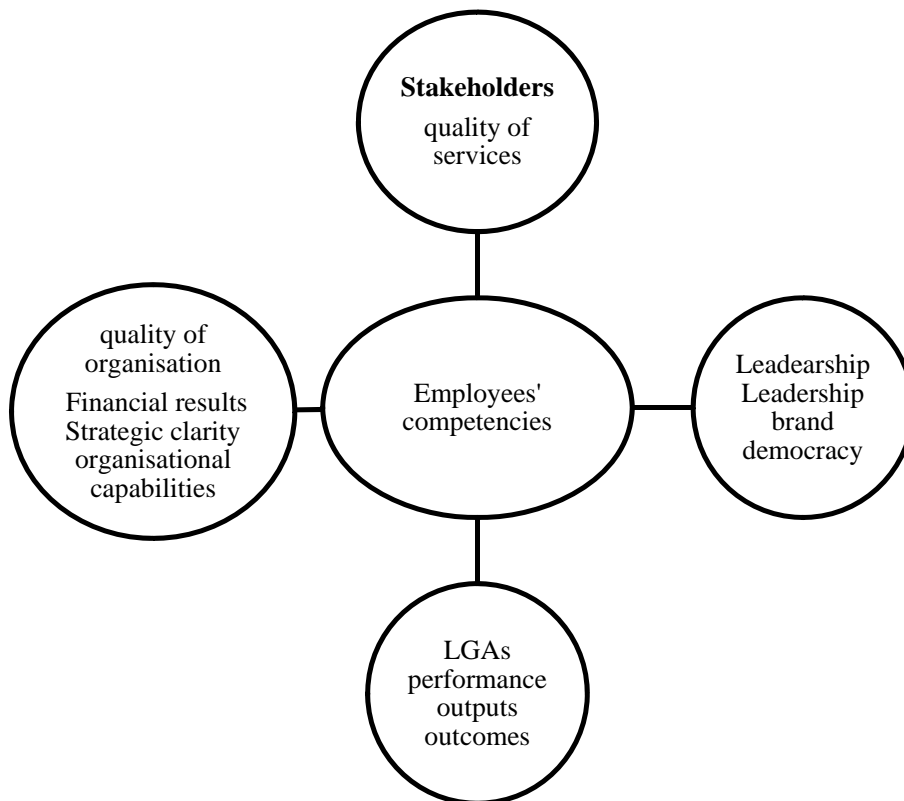 Stakeholders
quality of
services
quality of
organisation
Financial results
Strategic clarity
organisational
capabilities
Employees'
competencies
Leadearship
Leadership
brand
democracy
LGAs
performance
outputs
outcomes